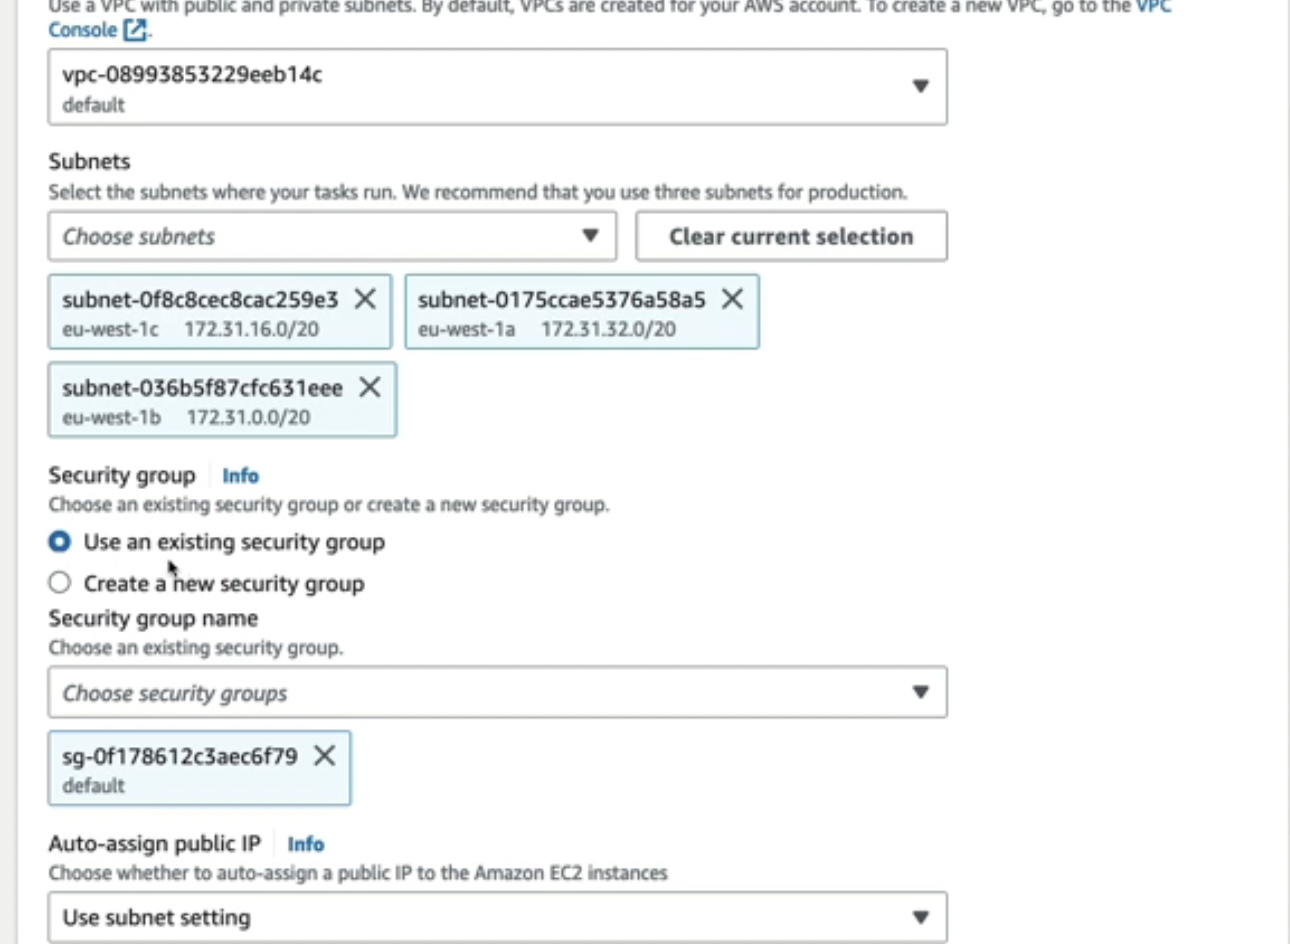 Use a VPC with public and private subnets. By default, VPCs are created for your AWS account. To create a new VPC, go to the VPC
Console.
vpc-08993853229eeb14c
default
Subnets
Select the subnets where your tasks run. We recommend that you use three subnets for production.
Choose subnets
Clear current selection
subnet-0f8c8cec8cac259e3
subnet-0175ccae5376a58a5
eu-west-1c 172.31.16.0/20
eu-west-1a 172.31.32.0/20
subnet-036b5f87cfc631eee
eu-west-1b 172.31.0.0/20
Security group Info
Choose an existing security group or create a new security group.
Use an existing security group
Create a new security group
Security group name
Choose an existing security group.
Choose security groups
sg-0f178612c3aec6f79
default
Auto-assign public IP Info
Choose whether to auto-assign a public IP to the Amazon EC2 instances
Use subnet setting